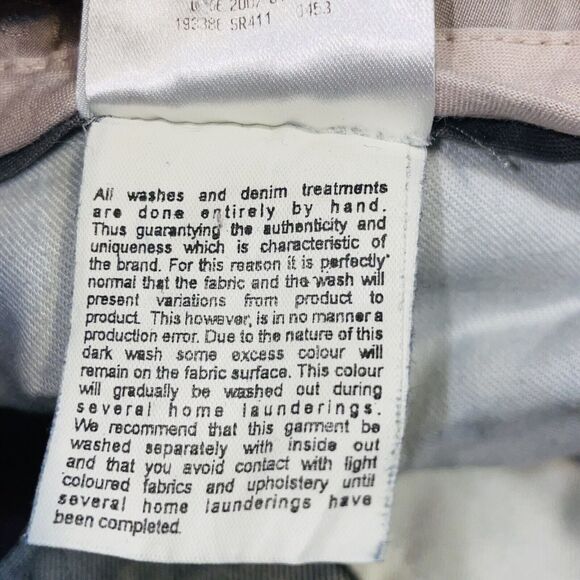 2007
193386 SR411 0453
All washes and denim treatments
are done entirely by hand.
Thus guarantying the authenticity and
uniqueness which is characteristic of
the brand. For this reason it is perfectly
normal that the fabric and the wash will
present variations from product to
product. This however, is in no manner a
production error. Due to the nature of this
dark wash some excess colour will
remain on the fabric surface. This colour
will gradually be washed out during
several home launderings.
We recommend that this garment be
washed separately with inside out
and that you avoid contact with light
coloured fabrics and upholstery until
several home launderings have
been completed.